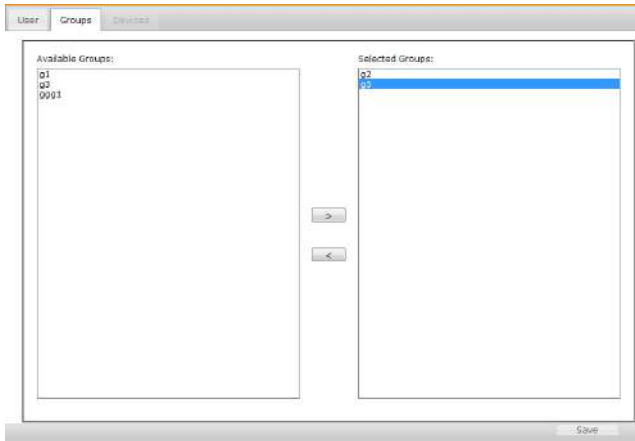 User Groups Devices
Available Groups:
g1
g3
ggg1
>
<
Selected Groups:
g2
g5
Save